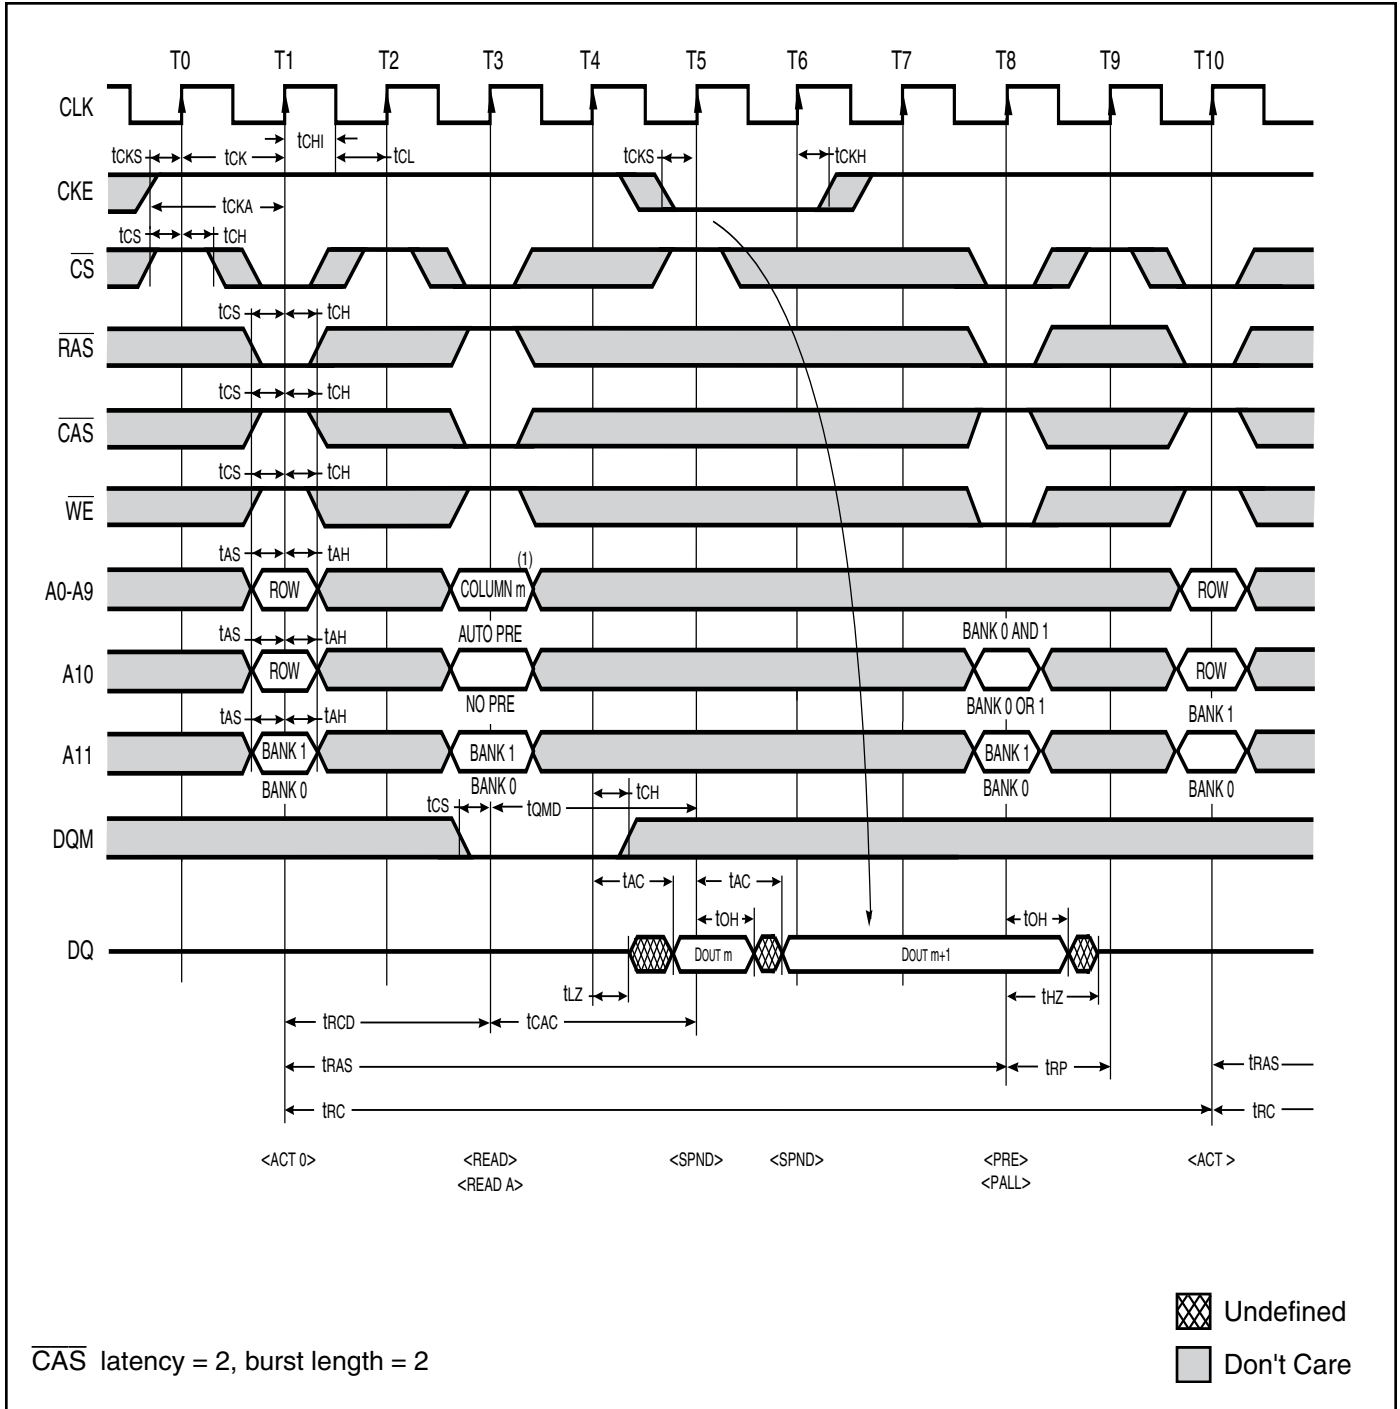 T0 T1 T2 T3 T4 T5 T6 T7 T8 T9 T10
CLK
tCHI
tCKS tCK tCL tCKS tCKH
CKE
tCKA
tCS tCH
CS
tCS tCH
RAS
tCS tCH
CAS
tCS tCH
WE
tAS tAH (1)
A0-A9 ROW COLUMN m ROW
tAS tAH AUTO PRE BANK 0 AND 1
A10 ROW ROW
NO PRE BANK 0 OR 1
tAS tAH BANK 1
A11 BANK 1 BANK 1 BANK 1
BANK 0 BANK 0 BANK 0 BANK 0
tCS tQMD tCH
DQM
tAC tAC
tOH tOH
DQ DOUT m DOUT m+1
tLZ tHZ
tRCD tCAC
tRAS tRP tRAS
tRC tRC
<ACT 0> <READ> <SPND> <SPND> <PRE> <ACT >
<READ A> <PALL>
Undefined
CAS latency = 2, burst length = 2
Don't Care